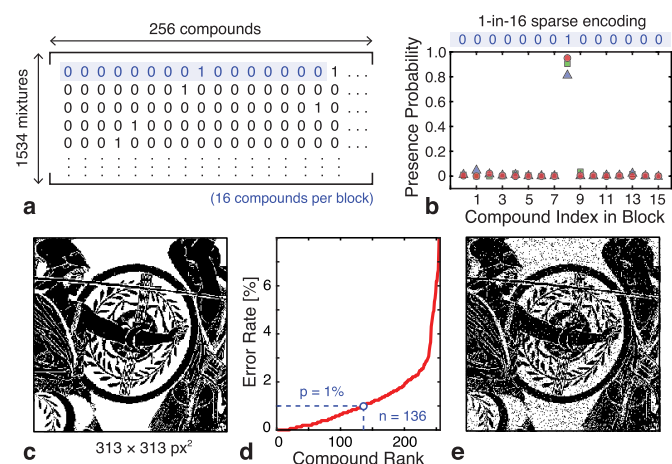 256 compounds
1534 mixtures
0 0 0 0 0 0 0 0 1 0 0 0 0 0 0 0 1 . . .
0 0 0 0 0 0 0 1 0 0 0 0 0 0 0 0 0 . . .
0 0 0 0 0 0 0 0 0 0 0 0 0 0 0 1 0 . . .
0 0 0 0 1 0 0 0 0 0 0 0 0 0 0 0 0 . . .
0 0 0 1 0 0 0 0 0 0 0 0 0 0 0 0 0 . . .
(16 compounds per block)
a
1-in-16 sparse encoding
0 0 0 0 0 0 0 0 1 0 0 0 0 0 0 0
Presence Probability
1.0
0.8
0.6
0.4
0.2
0
1 3 5 7 9 11 13 15
Compound Index in Block
b
313 × 313 px²
c
Error Rate [%]
8
6
4
2
0
p = 1%
n = 136
0 100 200
Compound Rank
d
e